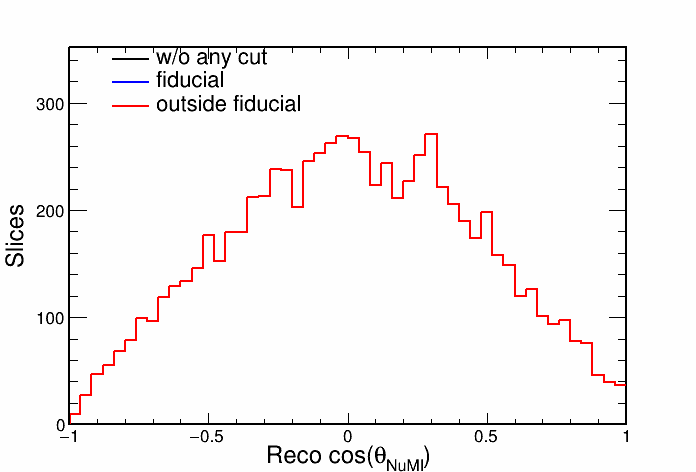 w/o any cut
fiducial
outside fiducial
300
200
100
0
Slices
−1 −0.5 0 0.5 1
Reco cos(θNuMI)